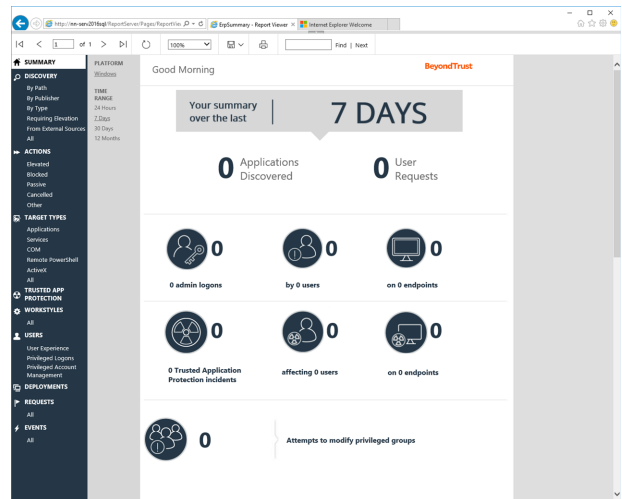 http://nn-serv2016sql/ReportServer/Pages/ReportView
ErpSummary - Report Viewer
Internet Explorer Welcome
1 of 1
100%
Find | Next
SUMMARY
DISCOVERY
By Path
By Publisher
By Type
Requiring Elevation
From External Sources
All
ACTIONS
Elevated
Blocked
Passive
Cancelled
Other
TARGET TYPES
Applications
Services
COM
Remote PowerShell
ActiveX
All
TRUSTED APP
PROTECTION
WORKSTYLES
All
USERS
User Experience
Privileged Logons
Privileged Account
Management
DEPLOYMENTS
REQUESTS
All
EVENTS
All
PLATFORM
Windows
TIME
RANGE
24 Hours
7 Days
30 Days
12 Months
Good Morning
BeyondTrust
Your summary
over the last
7 DAYS
0 Applications
Discovered
0 User
Requests
0
0 admin logons
0
by 0 users
0
on 0 endpoints
0
0 Trusted Application
Protection incidents
0
affecting 0 users
0
on 0 endpoints
0
Attempts to modify privileged groups